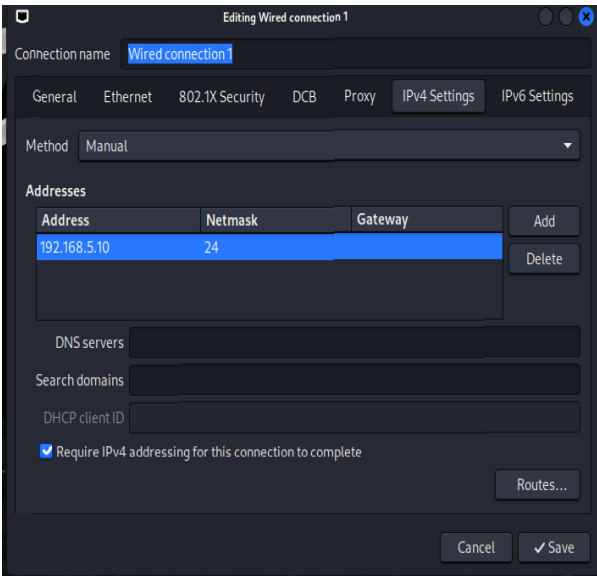 Editing Wired connection 1
Connection name Wired connection 1
General Ethernet 802.1X Security DCB Proxy IPv4 Settings IPv6 Settings
Method Manual
Addresses
Address Netmask Gateway Add
192.168.5.10 24
Delete
DNS servers
Search domains
DHCP client ID
Require IPv4 addressing for this connection to complete
Routes...
Cancel Save